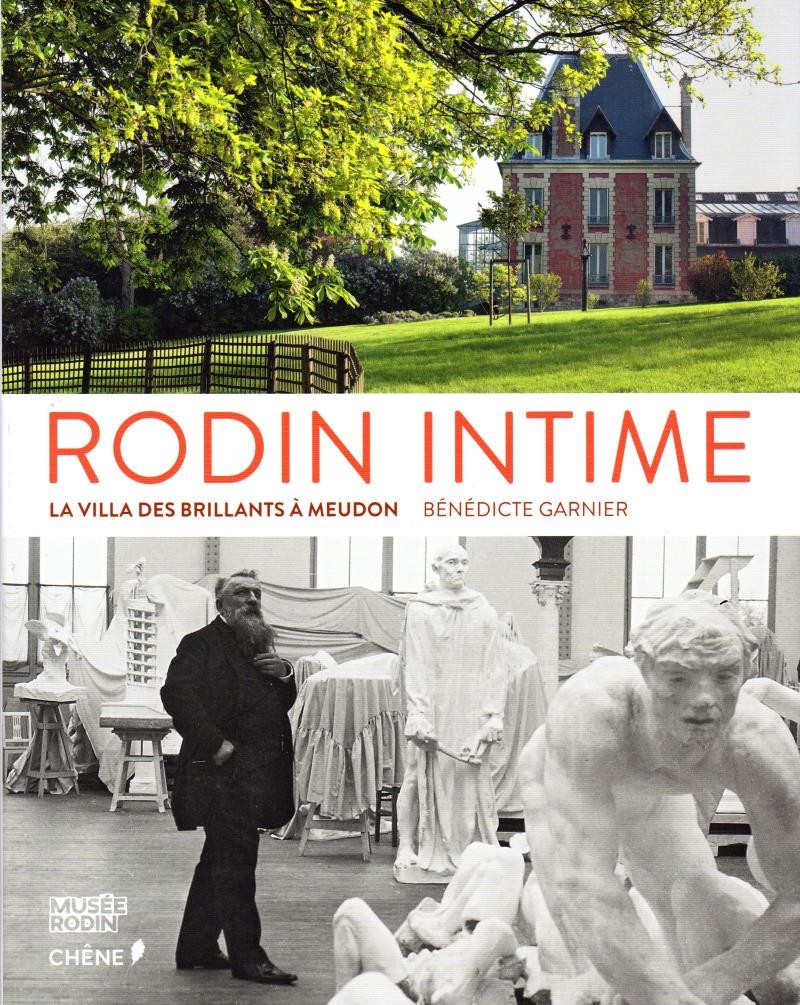 RODIN INTIME
LA VILLA DES BRILLANTS À MEUDON BÉNÉDICTE GARNIER
MUSÉE
RODIN
CHÊNE